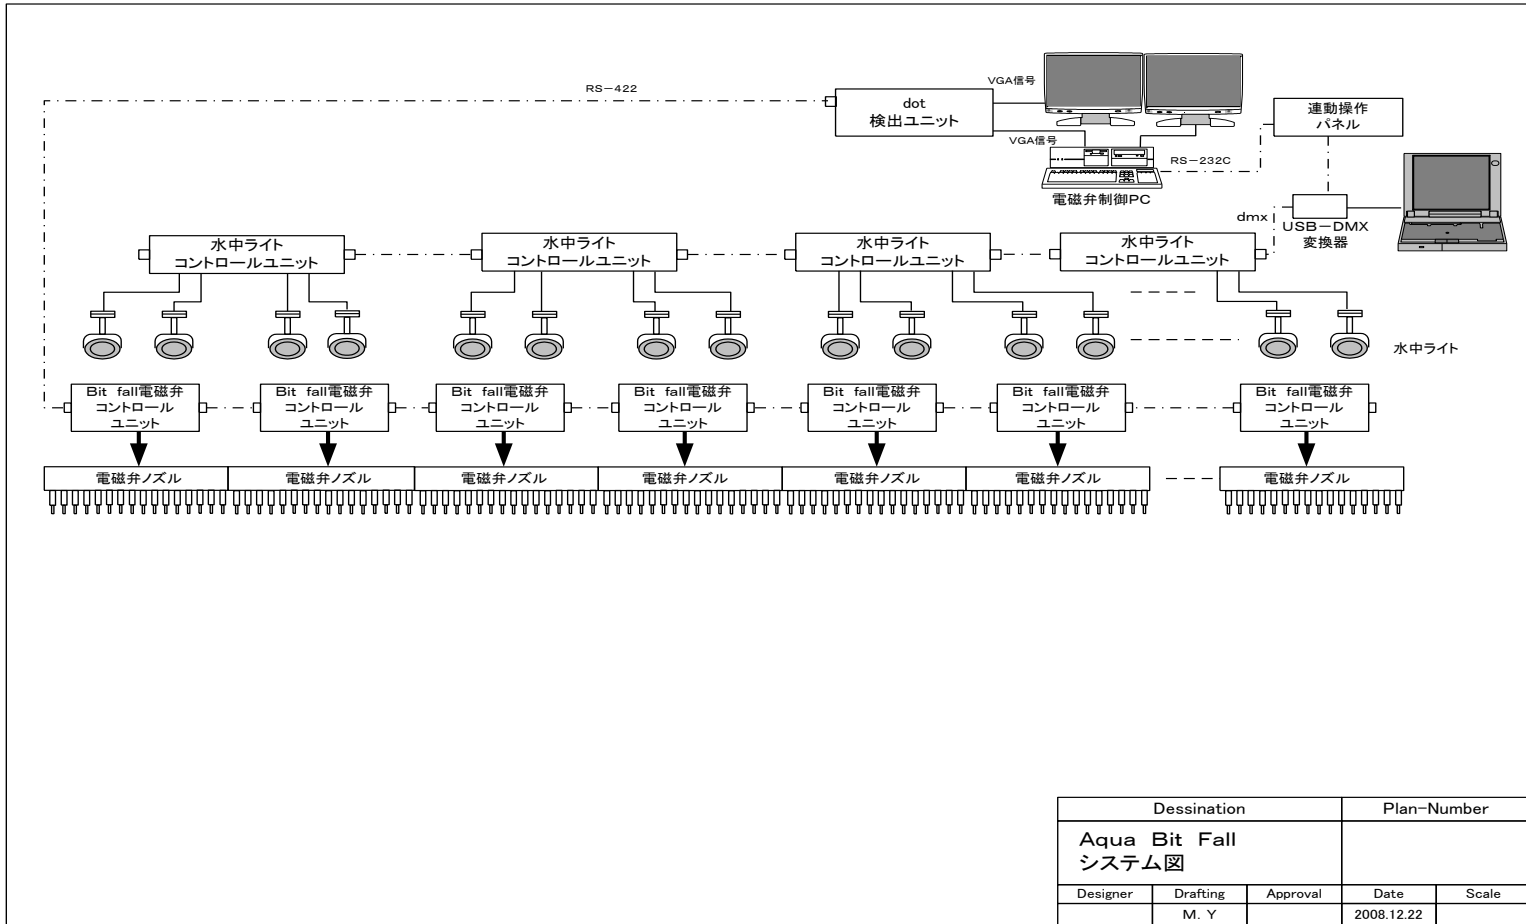 RS-422
VGA信号
dot
検出ユニット
VGA信号
連動操作
パネル
RS-232C
電磁弁制御PC
dmx
USB-DMX
変換器
水中ライト
コントロールユニット
水中ライト
コントロールユニット
水中ライト
コントロールユニット
水中ライト
コントロールユニット
水中ライト
Bit fall電磁弁
コントロール
ユニット
Bit fall電磁弁
コントロール
ユニット
Bit fall電磁弁
コントロール
ユニット
Bit fall電磁弁
コントロール
ユニット
Bit fall電磁弁
コントロール
ユニット
Bit fall電磁弁
コントロール
ユニット
Bit fall電磁弁
コントロール
ユニット
電磁弁ノズル
電磁弁ノズル
電磁弁ノズル
電磁弁ノズル
電磁弁ノズル
電磁弁ノズル
電磁弁ノズル
Dessination
Plan-Number
Aqua Bit Fall
システム図
Designer
Drafting
Approval
Date
Scale
M. Y
2008.12.22